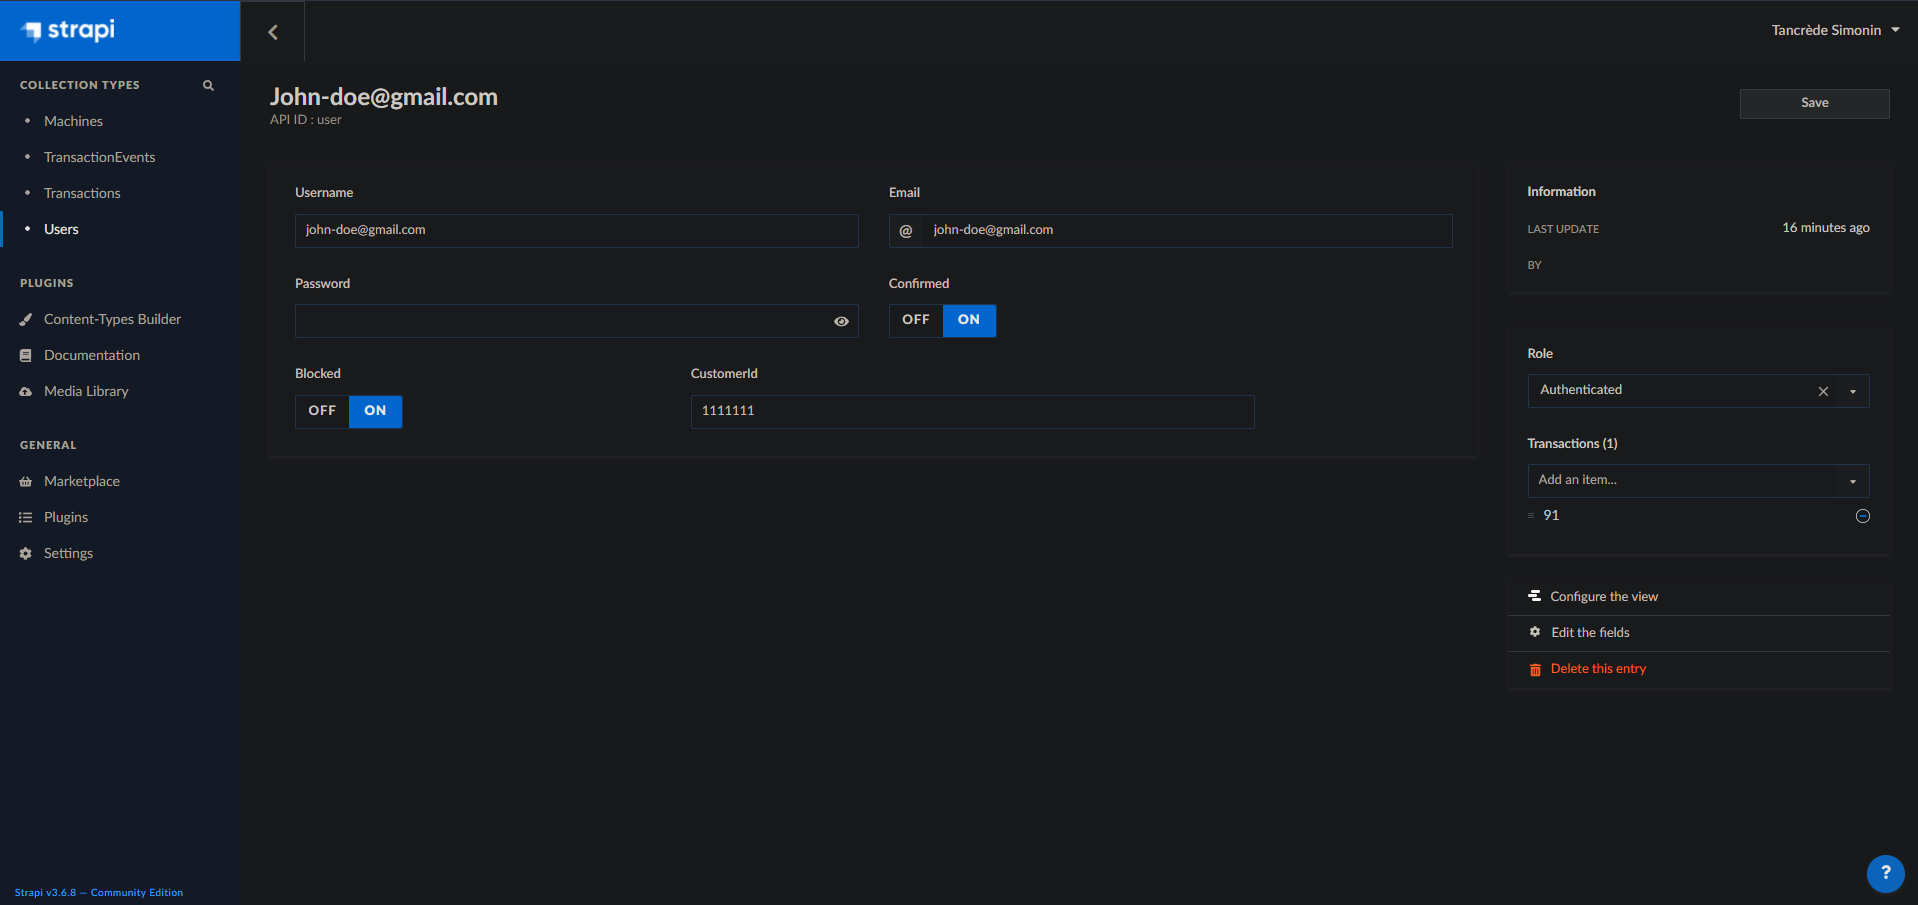 strapi
Tancrède Simonin
COLLECTION TYPES
Machines
TransactionEvents
Transactions
Users
PLUGINS
Content-Types Builder
Documentation
Media Library
GENERAL
Marketplace
Plugins
Settings
Strapi v3.6.8 — Community Edition
John-doe@gmail.com
API ID : user
Save
Username
john-doe@gmail.com
Email
@ john-doe@gmail.com
Password
Confirmed
OFF ON
Blocked
OFF ON
CustomerId
1111111
Information
LAST UPDATE 16 minutes ago
BY
Role
Authenticated
Transactions (1)
Add an item...
91
Configure the view
Edit the fields
Delete this entry
?